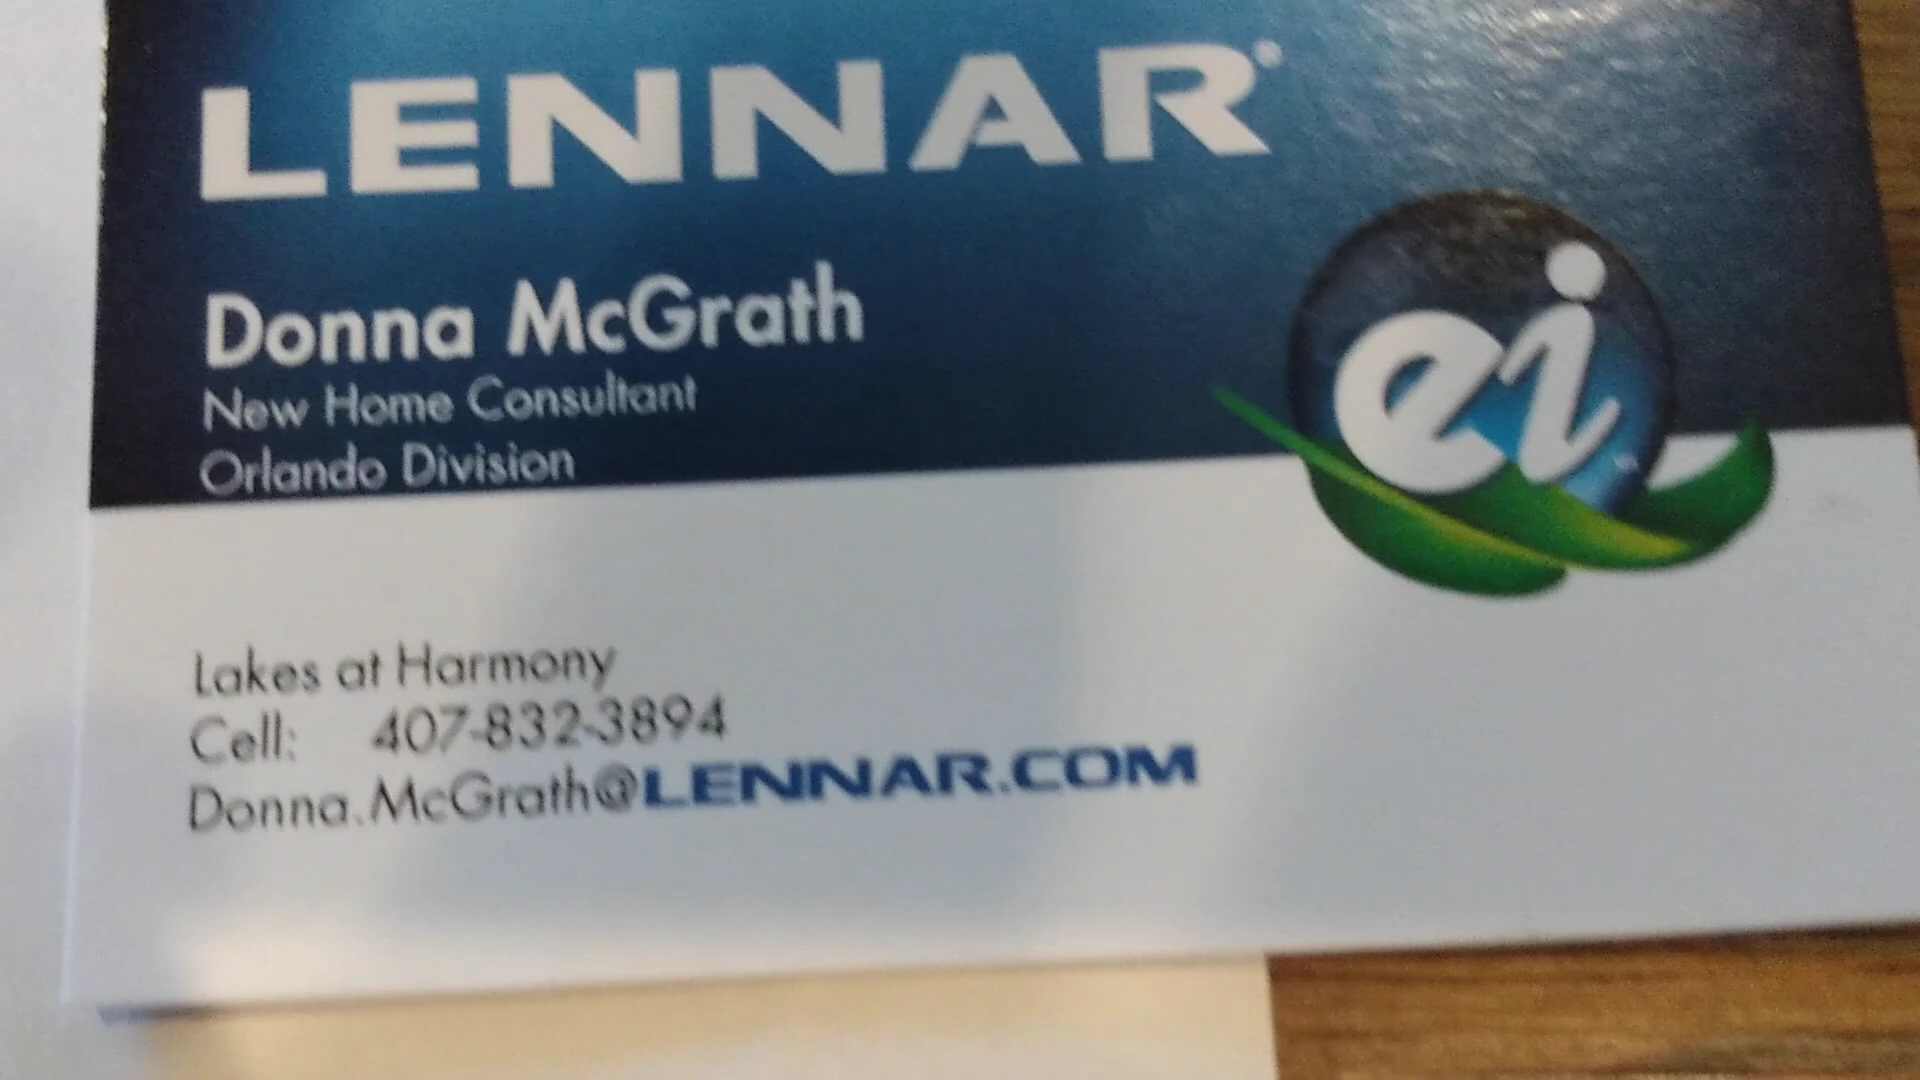 LENNAR®
Donna McGrath
New Home Consultant
Orlando Division
ei
Lakes at Harmony
Cell: 407-832-3894
Donna.McGrath@LENNAR.COM